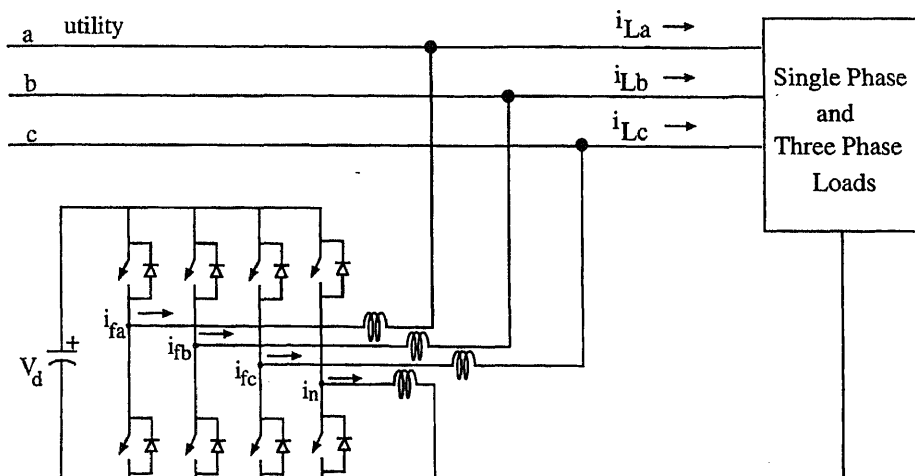 a utility
i_La
b
i_Lb
c
i_Lc
Single Phase
and
Three Phase
Loads
i_fa
i_fb
i_fc
i_n
V_d
+